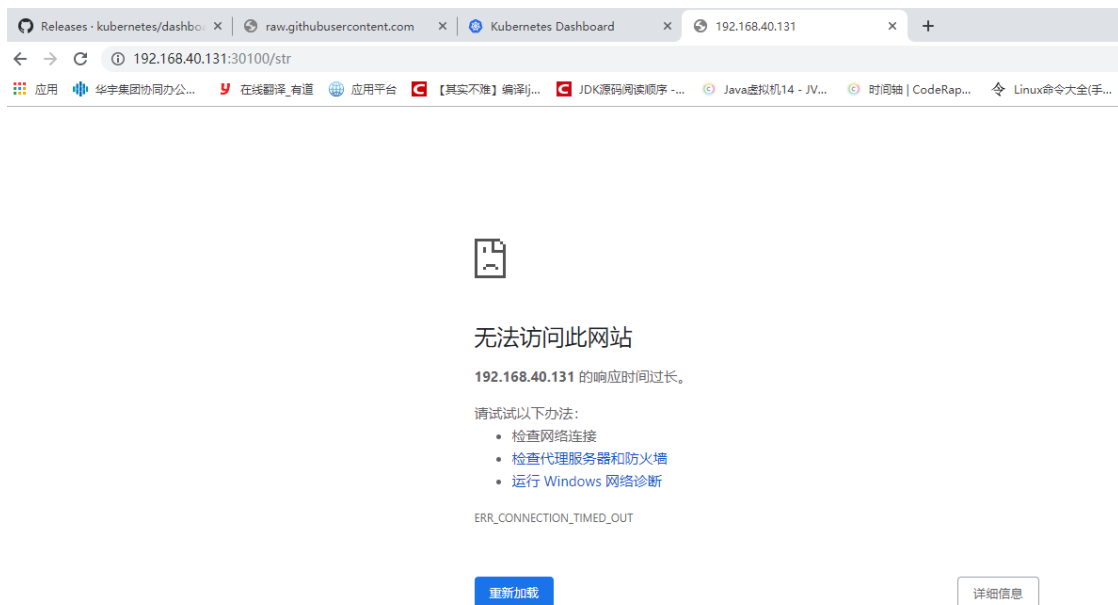 Releases · kubernetes/dashbo
raw.githubusercontent.com
Kubernetes Dashboard
192.168.40.131
192.168.40.131:30100/str
应用 华宇集团协同办公... 在线翻译_有道 应用平台 【其实不难】编译lj... JDK源码阅读顺序 -... Java虚拟机14 - JV... 时间轴 | CodeRap... Linux命令大全(手...
无法访问此网站
192.168.40.131 的响应时间过长。
请试试以下办法：
检查网络连接
检查代理服务器和防火墙
运行 Windows 网络诊断
ERR_CONNECTION_TIMED_OUT
重新加载
详细信息